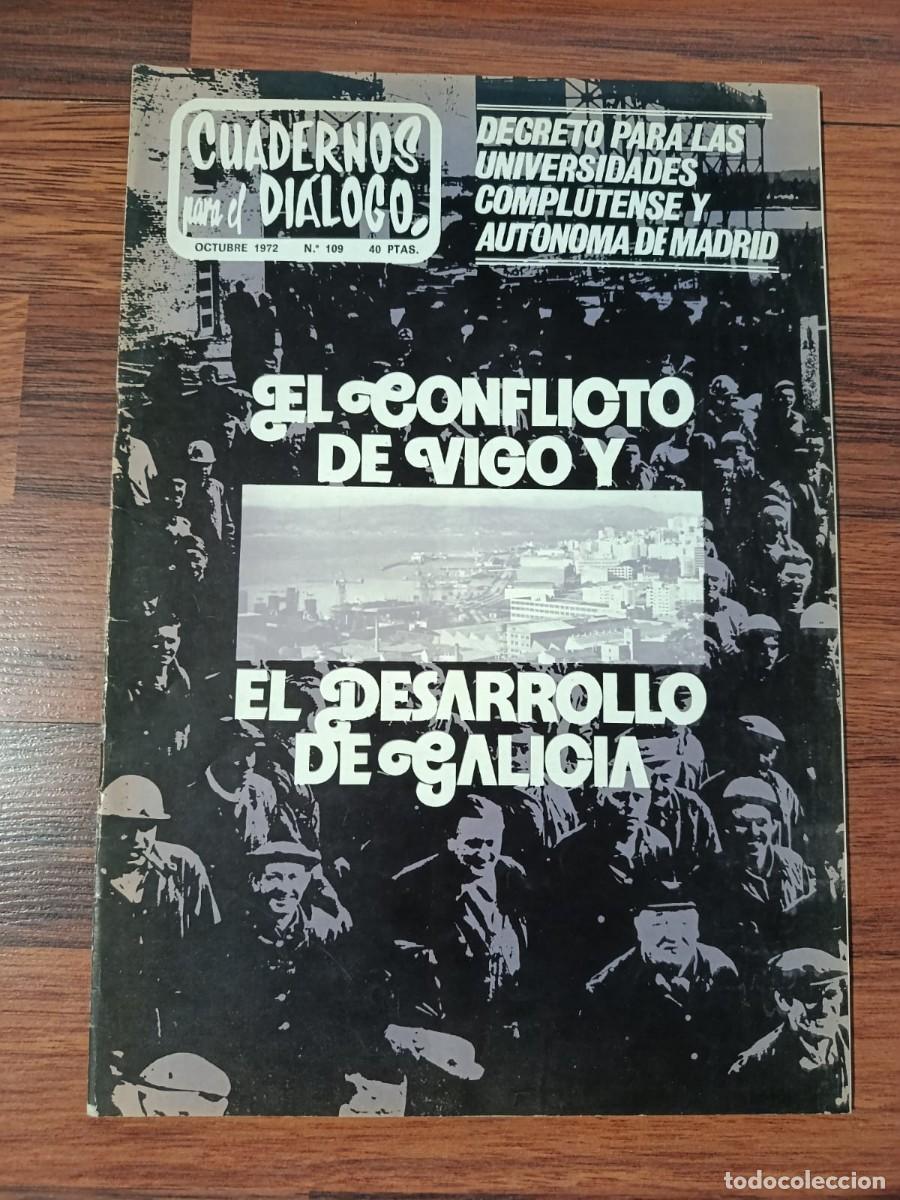 CUADERNOS
para el DIÁLOGO,
OCTUBRE 1972 N.º 109 40 PTAS.
DECRETO PARA LAS
UNIVERSIDADES
COMPLUTENSE Y
AUTONOMA DE MADRID
EL CONFLICTO
DE VIGO Y
EL DESARROLLO
DE GALICIA
todocoleccion